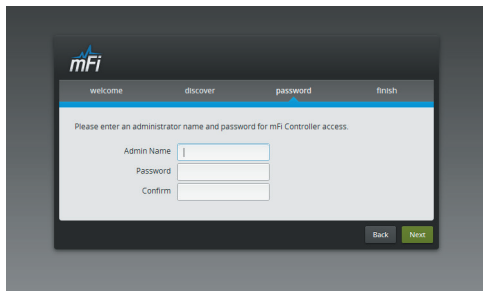 mFi
welcome discover password finish
Please enter an administrator name and password for mFi Controller access.
Admin Name
Password
Confirm
Back Next